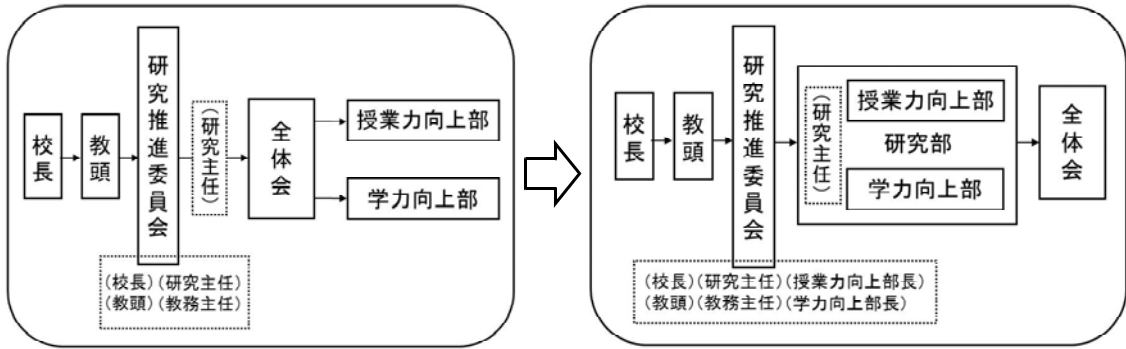 校長
教頭
研究推進委員会
(研究主任)
全体会
授業力向上部
学力向上部
(校長)(研究主任)
(教頭)(教務主任)
校長
教頭
研究推進委員会
(研究主任)
授業力向上部
研究部
学力向上部
全体会
(校長)(研究主任)(授業力向上部長)
(教頭)(教務主任)(学力向上部長)